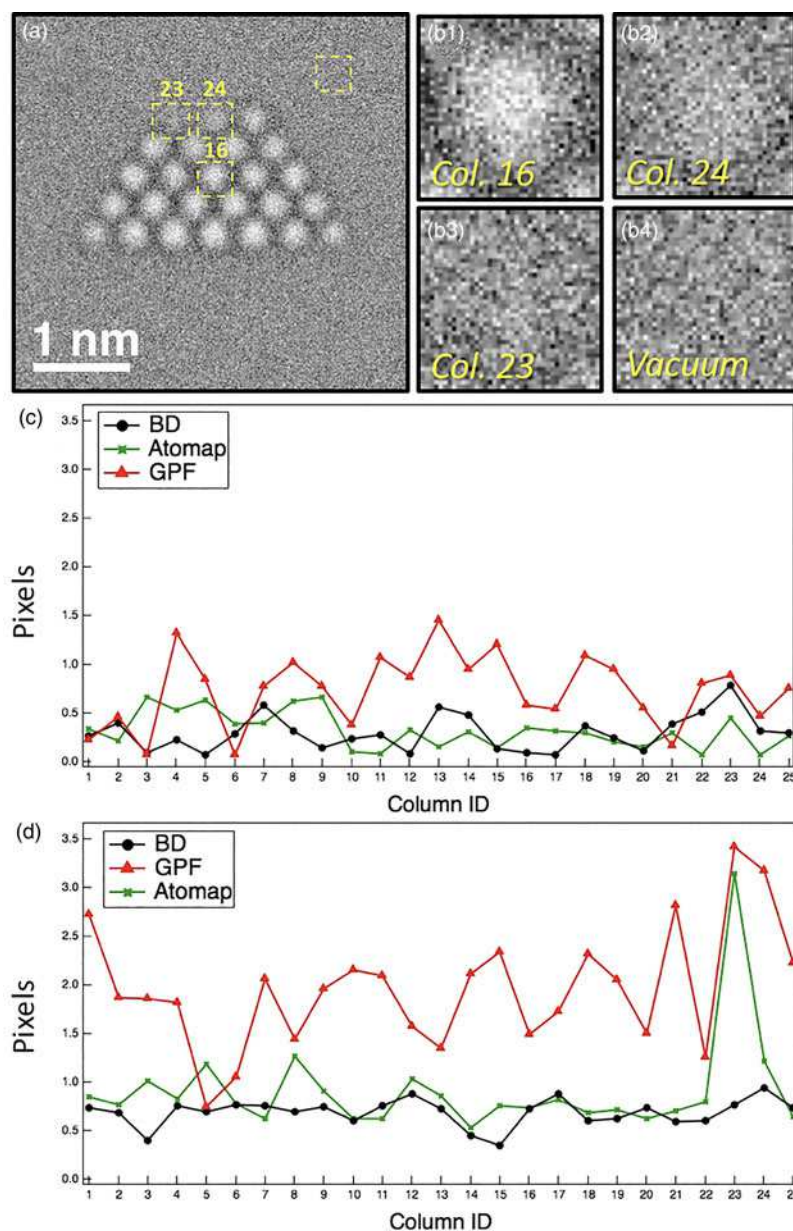 (a)
23 24
16
1 nm
(b1)
Col. 16
(b2)
Col. 24
(b3)
Col. 23
(b4)
Vacuum
(c)
BD
Atomap
GPF
3.5
3.0
2.5
2.0
1.5
1.0
0.5
0.0
Pixels
1 2 3 4 5 6 7 8 9 10 11 12 13 14 15 16 17 18 19 20 21 22 23 24 25
Column ID
(d)
BD
GPF
Atomap
3.5
3.0
2.5
2.0
1.5
1.0
0.5
0.0
Pixels
1 2 3 4 5 6 7 8 9 10 11 12 13 14 15 16 17 18 19 20 21 22 23 24
Column ID